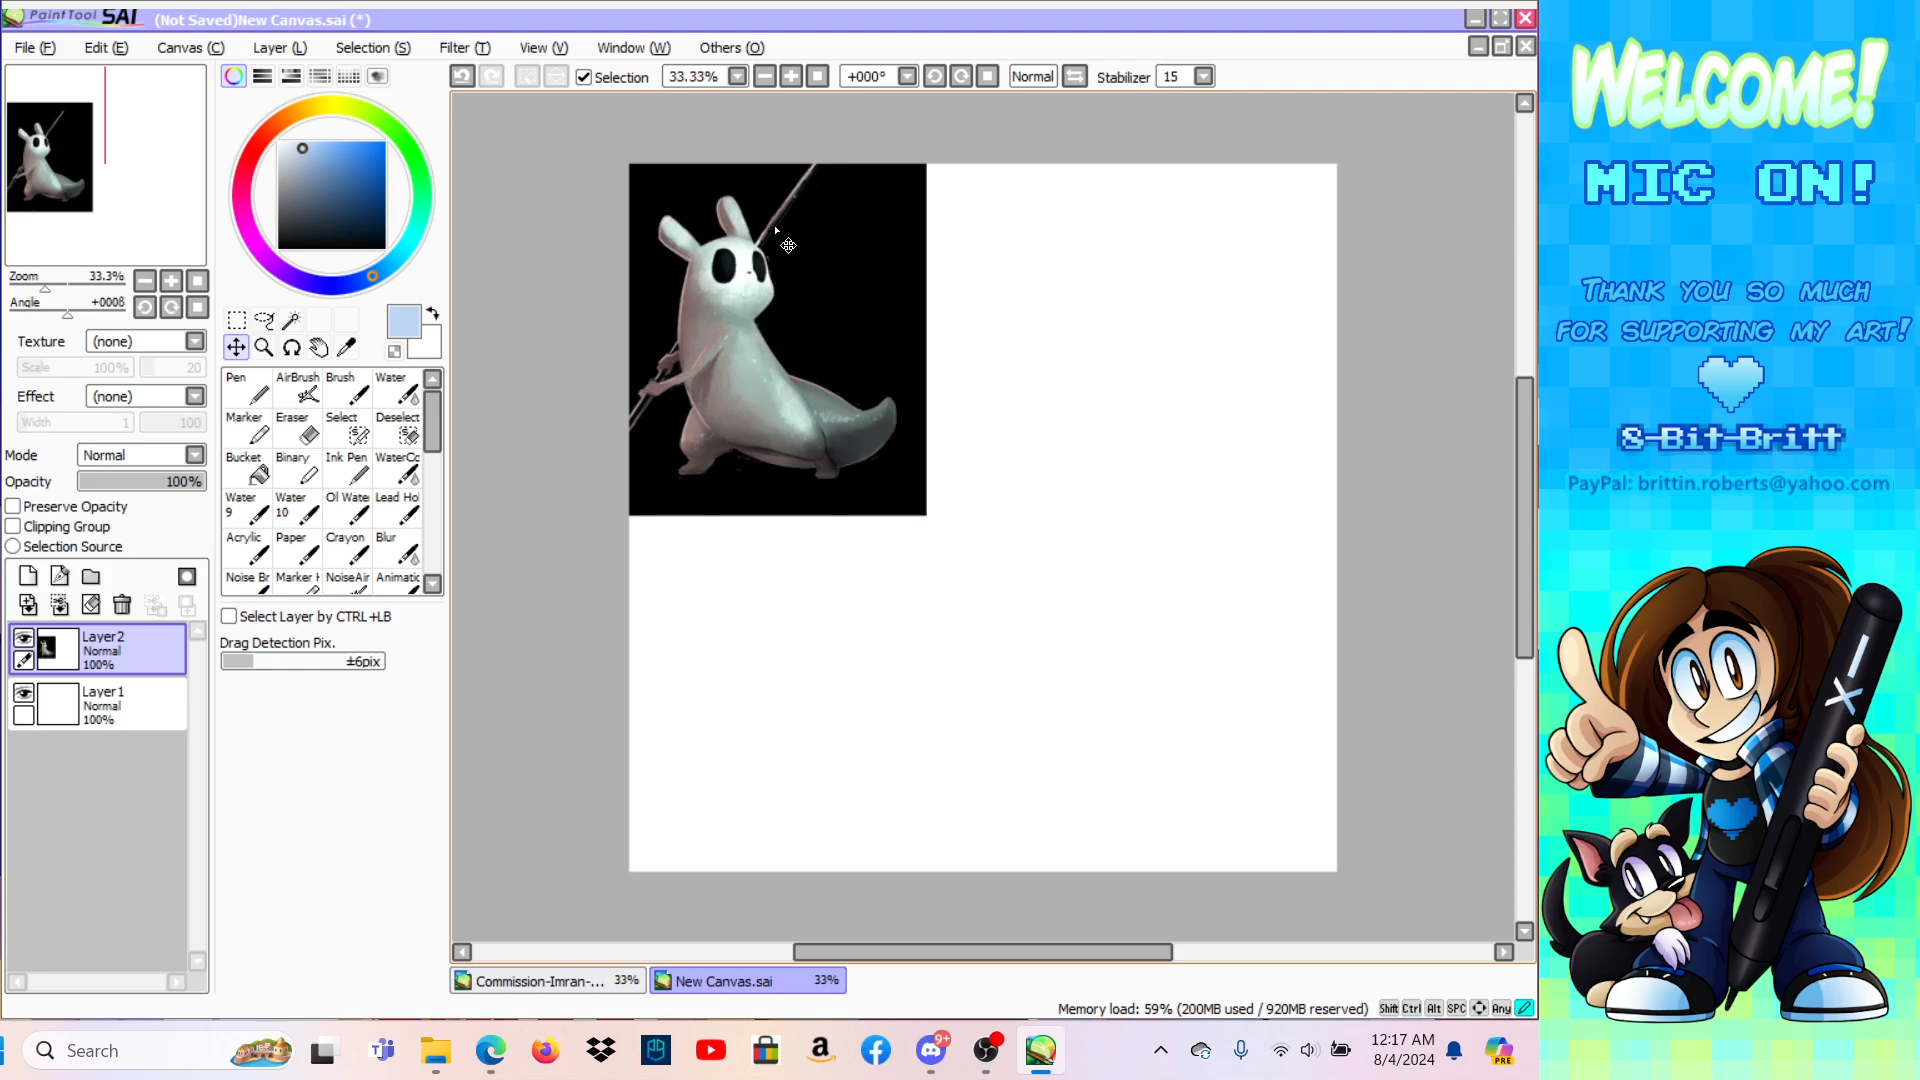 PaintTool SAI (Not Saved)New Canvas.sai (*)
File (F) Edit (E) Canvas (C) Layer (L) Selection (S) Filter (T) View (V) Window (W) Others (O)
Selection 33.33% +000° Normal Stabilizer 15
Zoom 33.3%
Angle +000ß
Texture (none)
Scale 100% 20
Effect (none)
Width 1 100
Mode Normal
Opacity 100%
Preserve Opacity
Clipping Group
Selection Source
Layer2
Normal
100%
Layer1
Normal
100%
Pen AirBrush Brush Water
Marker Eraser Select Deselect
Bucket Binary Ink Pen WaterCc
Water 9 Water 10 Ol Wate Lead Hol
Acrylic Paper Crayon Blur
Noise Br Marker NoiseAir Animatic
Select Layer by CTRL+LB
Drag Detection Pix.
±6pix
Commission-Imran-... 33% New Canvas.sai 33%
Memory load: 59% (200MB used / 920MB reserved) Shift Ctrl Alt SPC Any
Search
9+
PRE
12:17 AM
8/4/2024
WELCOME!
MIC ON!
THANK YOU SO MUCH
FOR SUPPORTING MY ART!
8-Bit-Britt
PayPal: brittin.roberts@yahoo.com
IX